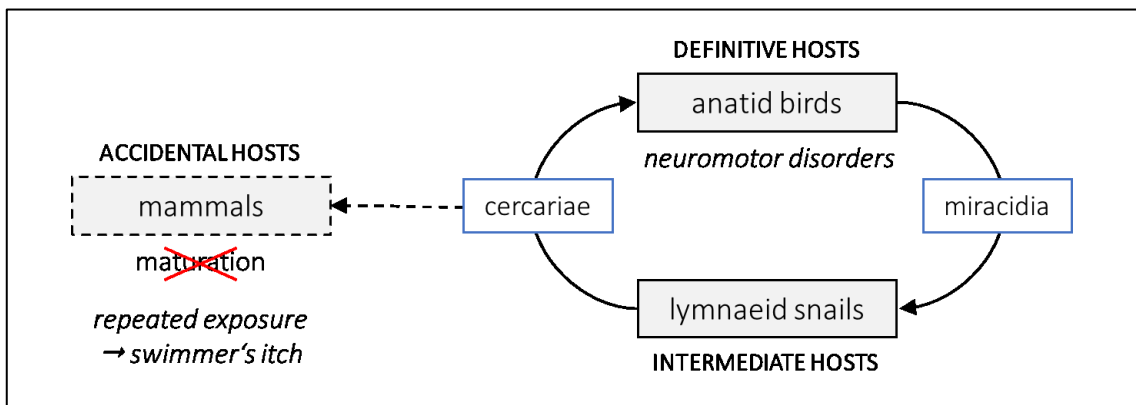 DEFINITIVE HOSTS
anatid birds
neuromotor disorders
ACCIDENTAL HOSTS
mammals
maturation
repeated exposure
→ swimmer‘s itch
cercariae
miracidia
lymnaeid snails
INTERMEDIATE HOSTS